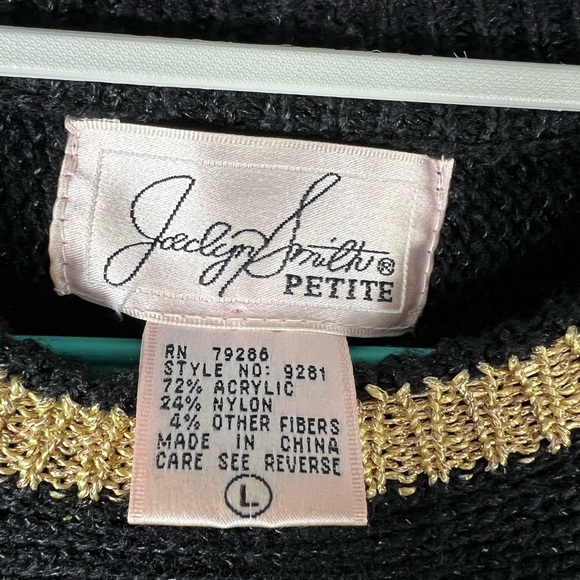 Jaclyn Smith®
PETITE
RN 79286
STYLE NO: 9281
72% ACRYLIC
24% NYLON
4% OTHER FIBERS
MADE IN CHINA
CARE SEE REVERSE
L